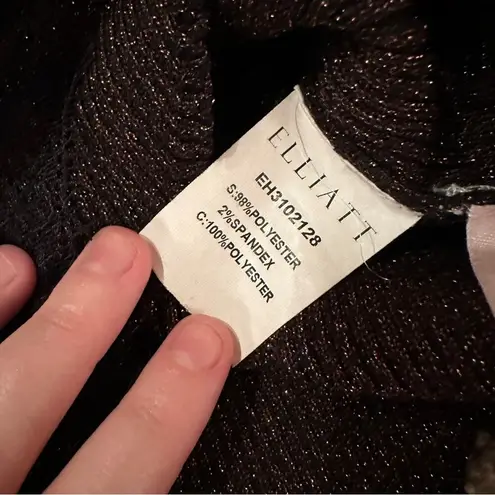 ELLIATT
EH3102128
S:98%POLYESTER
2%SPANDEX
C:100%POLYESTER